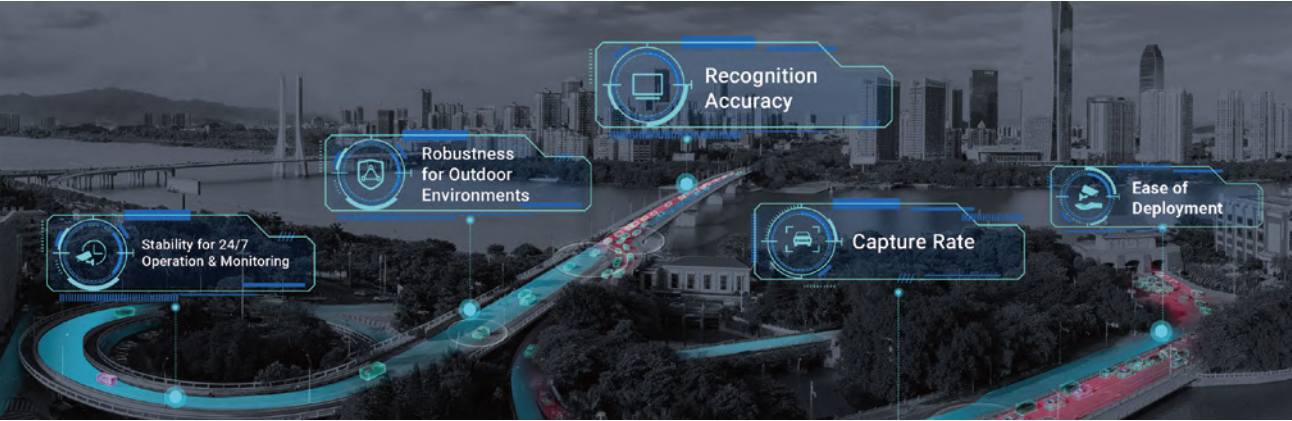 Recognition
Accuracy
Robustness
for Outdoor
Environments
Ease of
Deployment
Stability for 24/7
Operation & Monitoring
Capture Rate